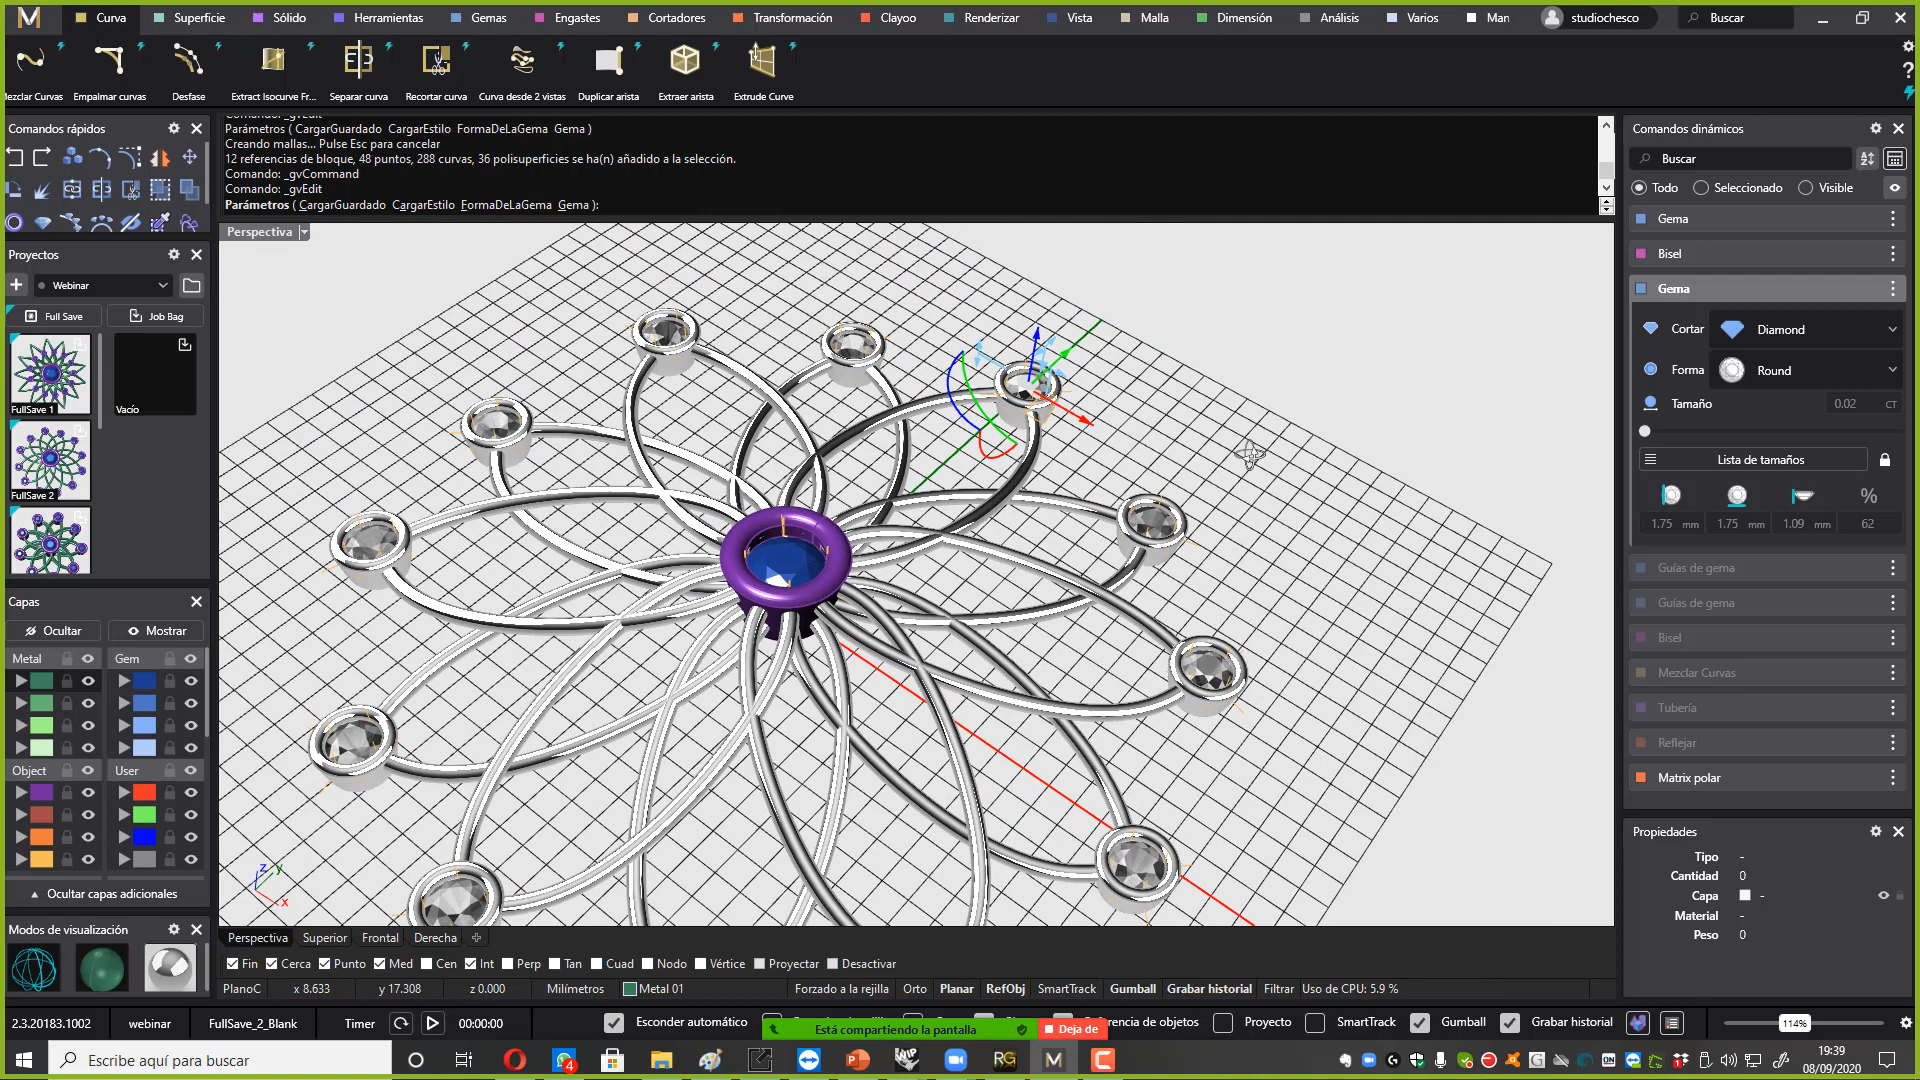 Curva
Superficie
Sólido
Herramientas
Gemas
Engastes
Cortadores
Transformación
Clayoo
Renderizar
Vista
Malla
Dimensión
Análisis
Varios
Man
studiochesco
Buscar
Mezclar Curvas
Empalmar curvas
Desfase
Extract Isocurve Fr...
Separar curva
Recortar curva
Curva desde 2 vistas
Duplicar arista
Extraer arista
Extrude Curve
Comandos rápidos
Comando: _gvEdit
Parámetros ( CargarGuardado CargarEstilo FormaDeLaGema Gema )
Creando mallas... Pulse Esc para cancelar
12 referencias de bloque, 48 puntos, 288 curvas, 36 polisuperficies se ha(n) añadido a la selección.
Comando: _gvCommand
Comando: _gvEdit
Parámetros ( CargarGuardado CargarEstilo FormaDeLaGema Gema ):
Perspectiva
Proyectos
Webinar
Full Save
Job Bag
FullSave 1
Vacío
FullSave 2
Capas
Ocultar
Mostrar
Metal
Gem
Object
User
Ocultar capas adicionales
Modos de visualización
z
y
x
Comandos dinámicos
Buscar
Todo
Seleccionado
Visible
Gema
Bisel
Gema
Cortar
Diamond
Forma
Round
Tamaño
0.02 CT
Lista de tamaños
%
1.75 mm
1.75 mm
1.09 mm
62
Guías de gema
Guías de gema
Bisel
Mezclar Curvas
Tubería
Reflejar
Matrix polar
Propiedades
Tipo -
Cantidad 0
Capa -
Material -
Peso 0
Perspectiva
Superior
Frontal
Derecha
Fin
Cerca
Punto
Med
Cen
Int
Perp
Tan
Cuad
Nodo
Vértice
Proyectar
Desactivar
PlanoC
x 8.633
y 17.308
z 0.000
Milímetros
Metal 01
Forzado a la rejilla
Orto
Planar
RefObj
SmartTrack
Gumball
Grabar historial
Filtrar
Uso de CPU: 5.9 %
2.3.20183.1002
webinar
FullSave_2_Blank
Timer
00:00:00
Esconder automático
Está compartiendo la pantalla
Deja de
ferencia de objetos
Proyecto
SmartTrack
Gumball
Grabar historial
114%
Escribe aquí para buscar
4
RG
M
19:39
08/09/2020